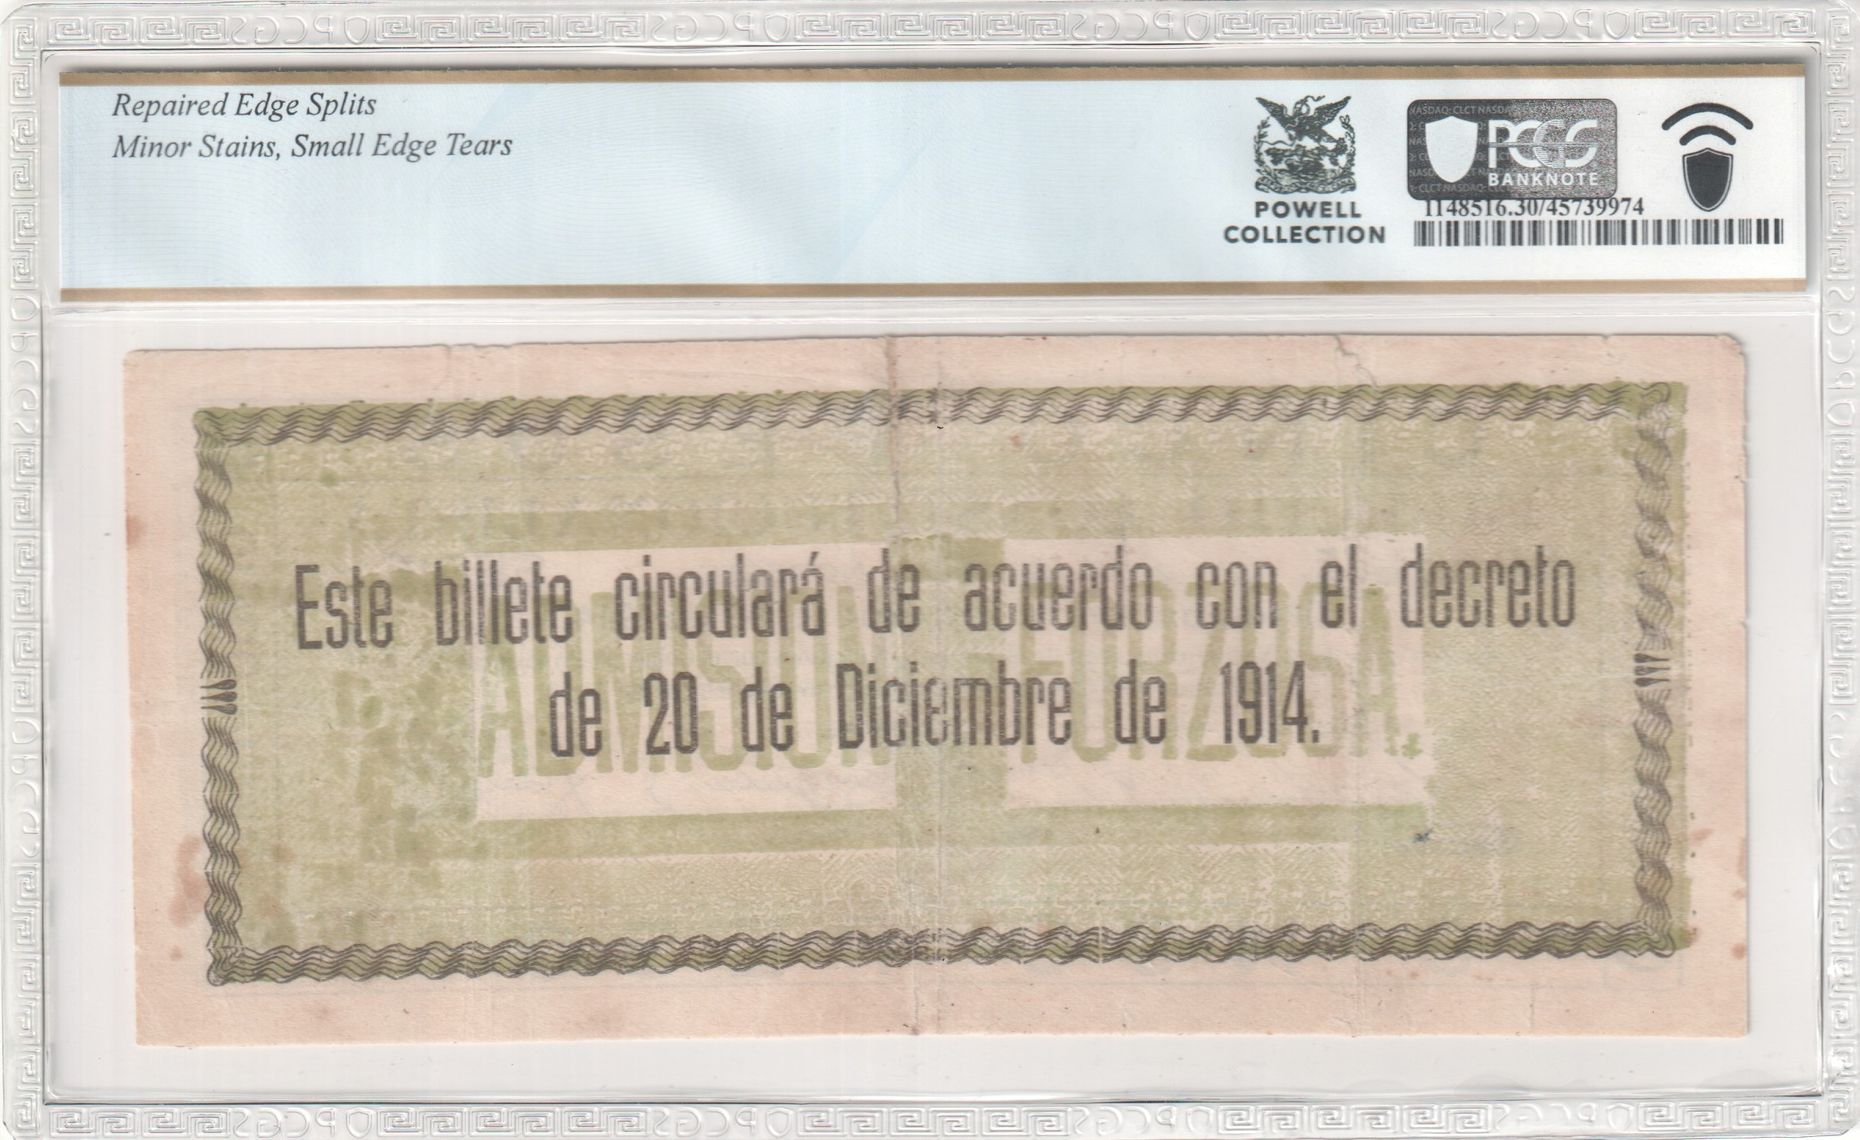 Repaired Edge Splits
Minor Stains, Small Edge Tears
POWELL
COLLECTION
PCGS
BANKNOTE
1148516.30/45739974
Este billete circulará de acuerdo con el decreto
de 20 de Diciembre de 1914.
ADMISION FORZOSA.